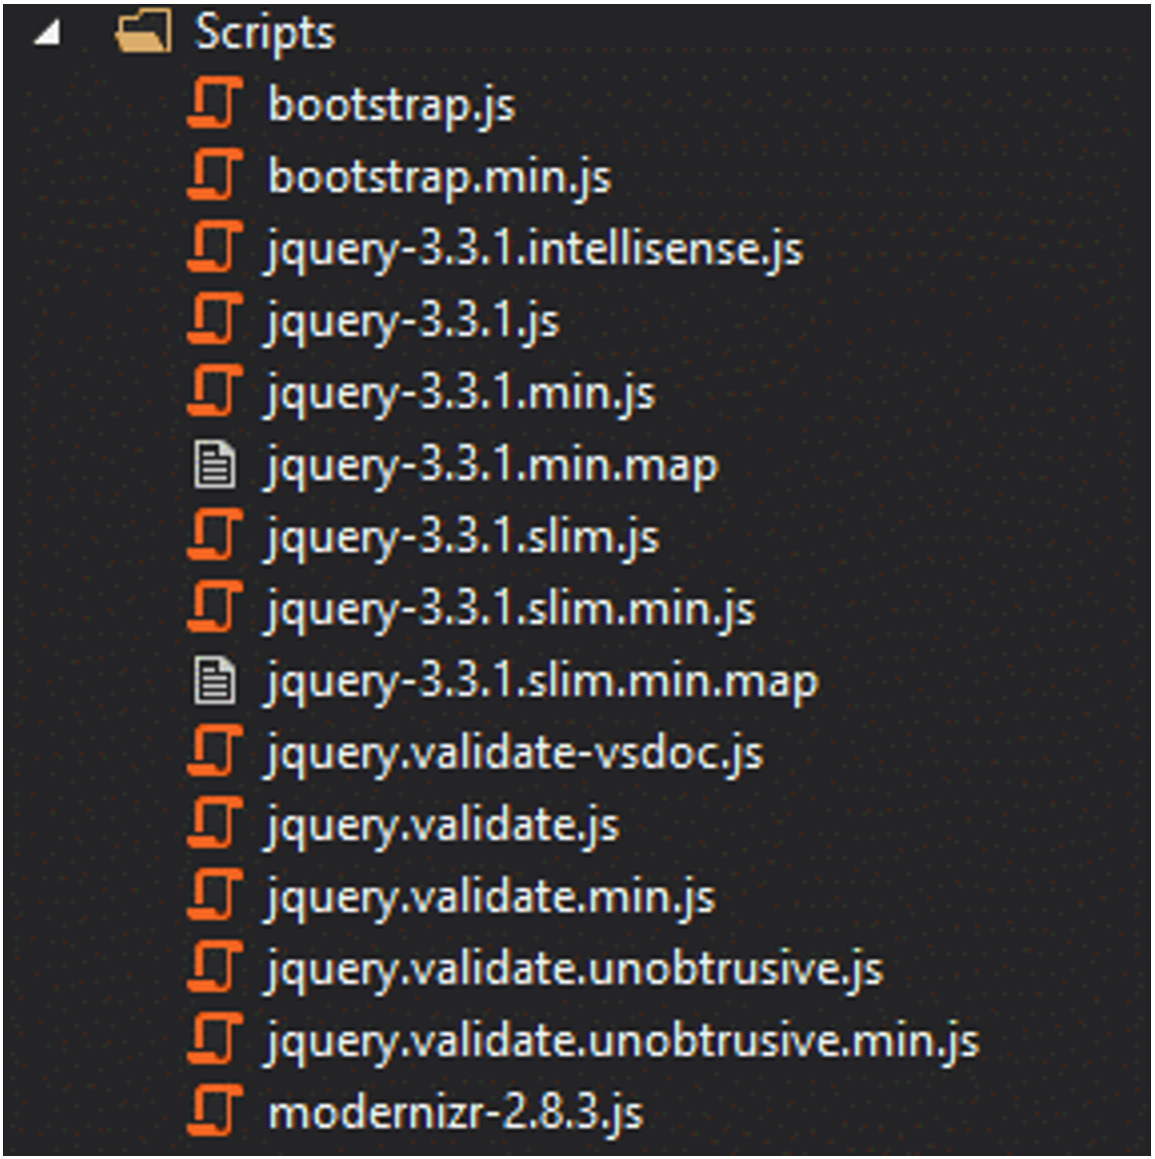 Scripts
bootstrap.js
bootstrap.min.js
jquery-3.3.1.intellisense.js
jquery-3.3.1.js
jquery-3.3.1.min.js
jquery-3.3.1.min.map
jquery-3.3.1.slim.js
jquery-3.3.1.slim.min.js
jquery-3.3.1.slim.min.map
jquery.validate-vsdoc.js
jquery.validate.js
jquery.validate.min.js
jquery.validate.unobtrusive.js
jquery.validate.unobtrusive.min.js
modernizr-2.8.3.js